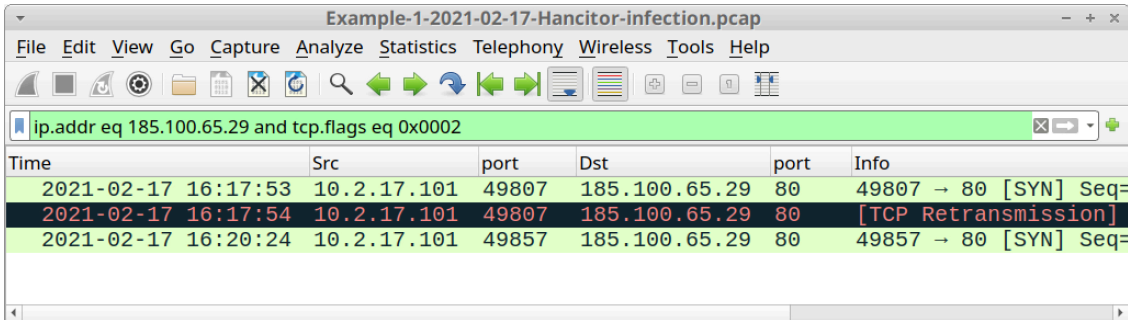 Example-1-2021-02-17-Hancitor-infection.pcap
File Edit View Go Capture Analyze Statistics Telephony Wireless Tools Help
ip.addr eq 185.100.65.29 and tcp.flags eq 0x0002
Time Src port Dst port Info
2021-02-17 16:17:53 10.2.17.101 49807 185.100.65.29 80 49807 → 80 [SYN] Seq=
2021-02-17 16:17:54 10.2.17.101 49807 185.100.65.29 80 [TCP Retransmission]
2021-02-17 16:20:24 10.2.17.101 49857 185.100.65.29 80 49857 → 80 [SYN] Seq=